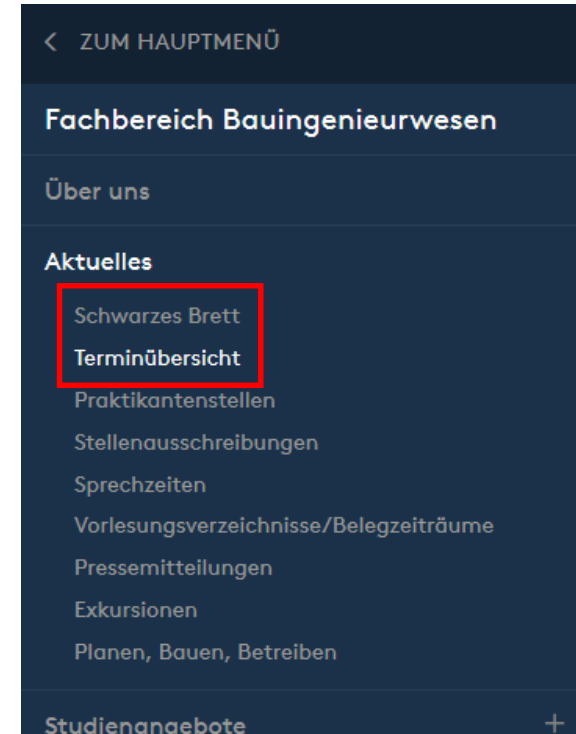 < ZUM HAUPTMENÜ
Fachbereich Bauingenieurwesen
Über uns
Aktuelles
Schwarzes Brett
Terminübersicht
Praktikantenstellen
Stellenausschreibungen
Sprechzeiten
Vorlesungsverzeichnisse/Belegzeiträume
Pressemitteilungen
Exkursionen
Planen, Bauen, Betreiben
Studienangebote +